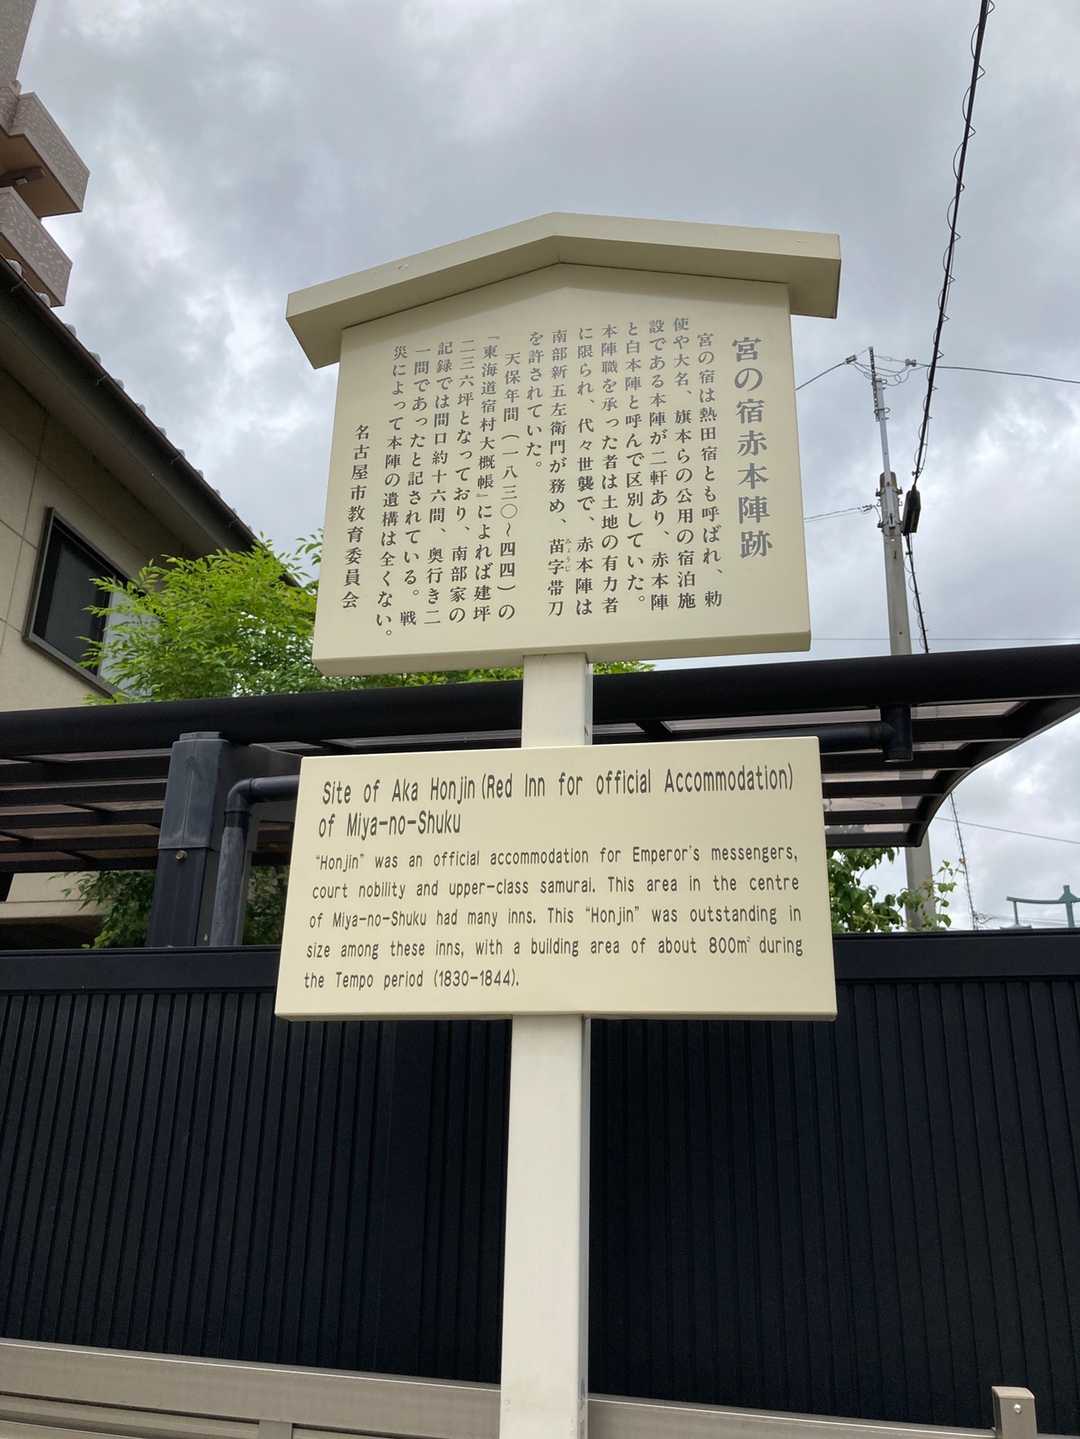 宮の宿赤本陣跡
宮の宿は熱田宿とも呼ばれ、勅
使や大名、旗本らの公用の宿泊施
設である本陣が二軒あり、赤本陣
と白本陣と呼んで区別していた。
本陣職を承った者は土地の有力者
に限られ、代々世襲で、赤本陣は
南部新五左衛門が務め、苗字帯刀
みょうじ
を許されていた。
天保年間（一八三〇～四四）の
『東海道宿村大概帳』によれば建坪
二三六坪となっており、南部家の
記録では間口約十六間、奥行き二
一間であったと記されている。戦
災によって本陣の遺構は全くない。
名古屋市教育委員会
Site of Aka Honjin (Red Inn for official Accommodation)
of Miya-no-Shuku
“Honjin” was an official accommodation for Emperor's messengers,
court nobility and upper-class samurai. This area in the centre
of Miya-no-Shuku had many inns. This “Honjin” was outstanding in
size among these inns, with a building area of about 800㎡ during
the Tempo period (1830-1844).